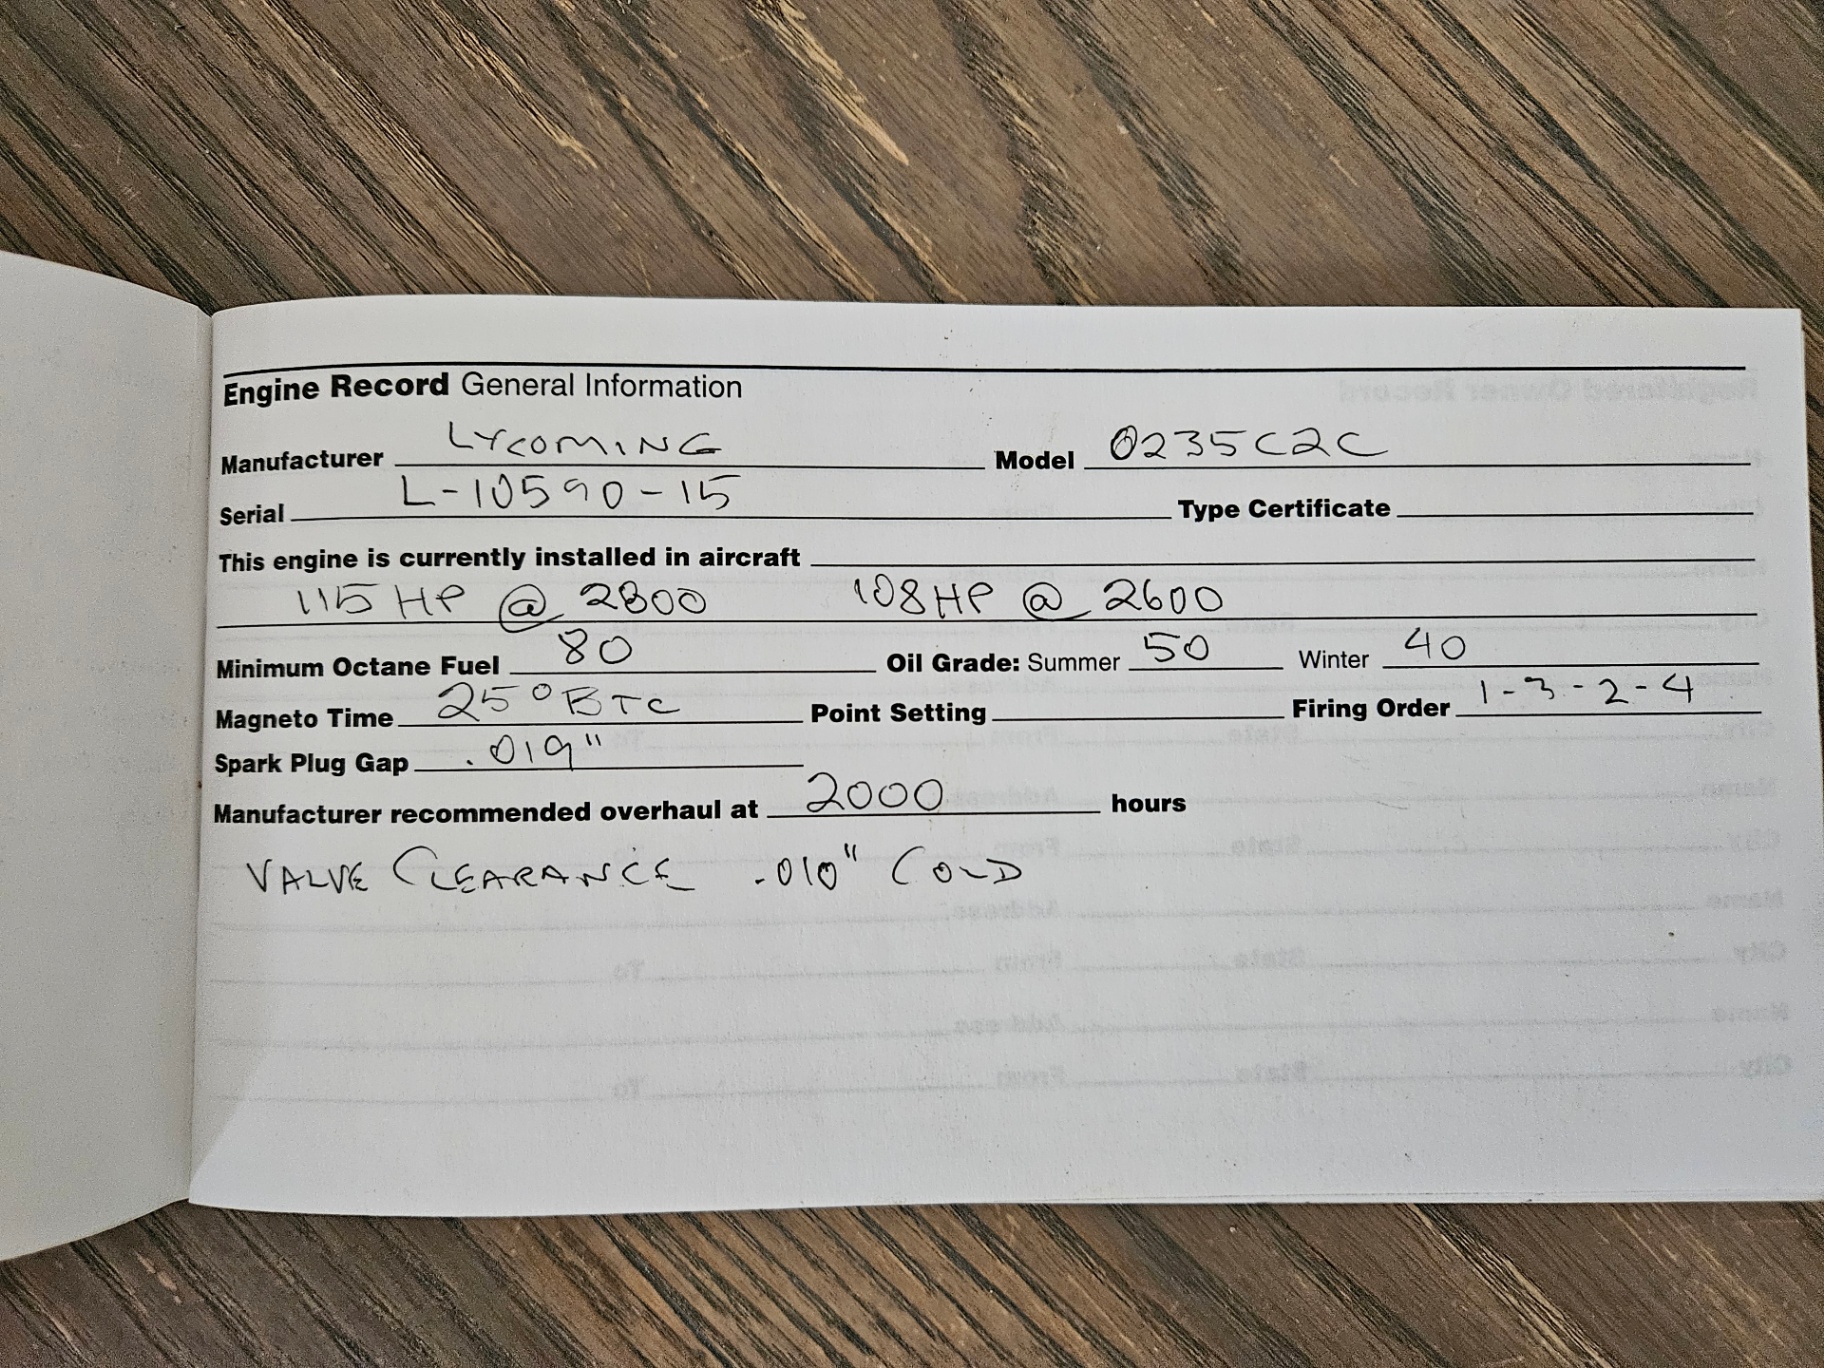 Engine Record General Information
Manufacturer LYCOMING Model O235C2C
Serial L-10590-15 Type Certificate
This engine is currently installed in aircraft
115 HP @ 2800 108 HP @ 2600
Minimum Octane Fuel 80 Oil Grade: Summer 50 Winter 40
Magneto Time 25° BTC Point Setting Firing Order 1-3-2-4
Spark Plug Gap .019"
Manufacturer recommended overhaul at 2000 hours
VALVE CLEARANCE .010" COLD